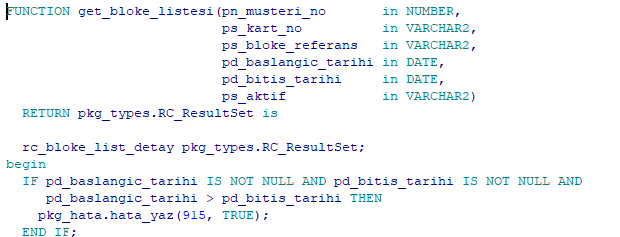 FUNCTION get_bloke_listesi(pn_musteri_no       in NUMBER,
                           ps_kart_no          in VARCHAR2,
                           ps_bloke_referans   in VARCHAR2,
                           pd_baslangic_tarihi in DATE,
                           pd_bitis_tarihi     in DATE,
                           ps_aktif            in VARCHAR2)
  RETURN pkg_types.RC_ResultSet is

  rc_bloke_list_detay pkg_types.RC_ResultSet;
begin
  IF pd_baslangic_tarihi IS NOT NULL AND pd_bitis_tarihi IS NOT NULL AND
     pd_baslangic_tarihi > pd_bitis_tarihi THEN
    pkg_hata.hata_yaz(915, TRUE);
  END IF;